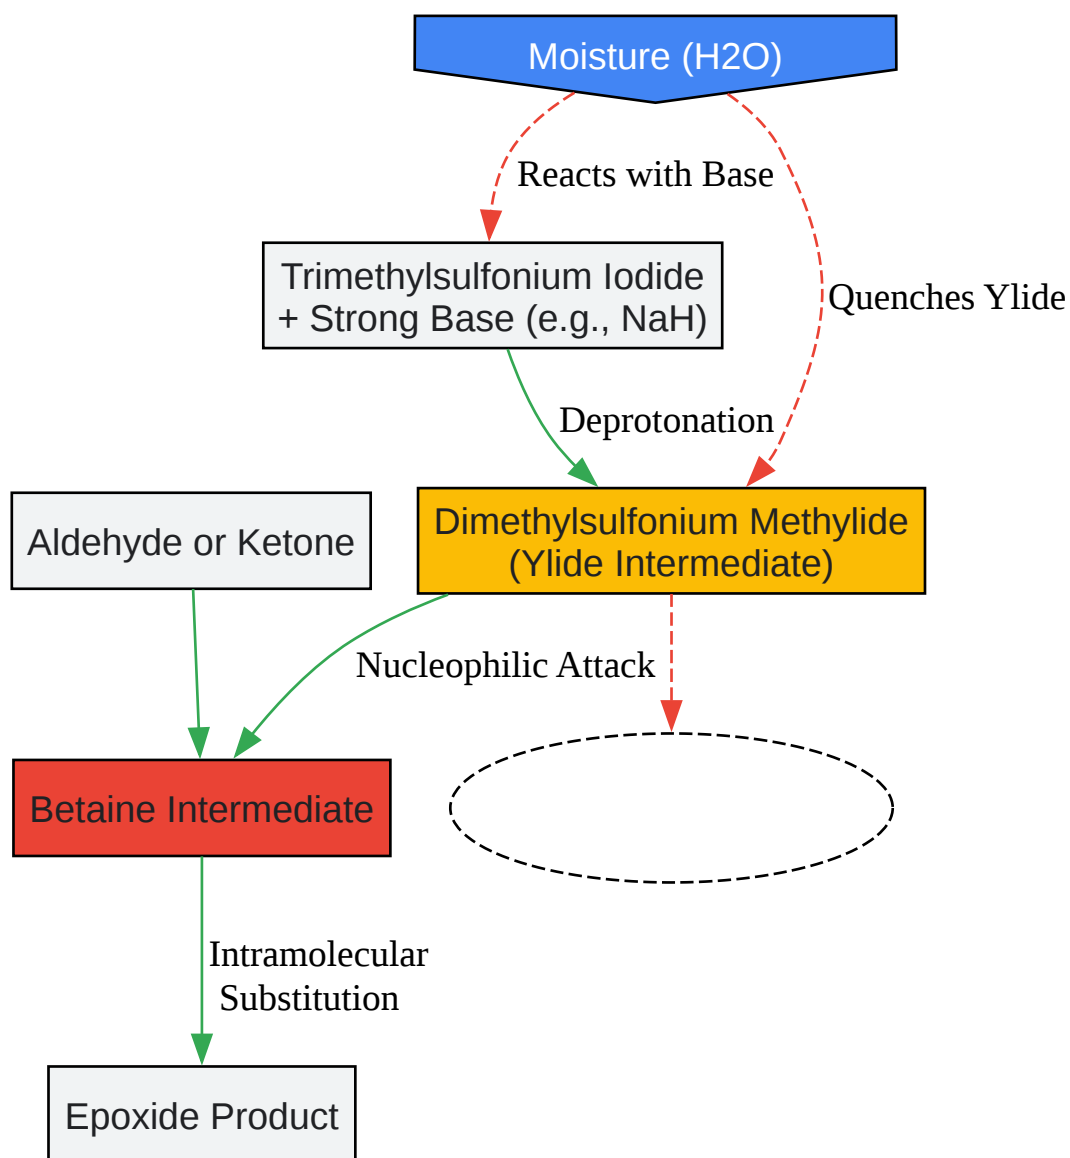 Moisture (H2O)
Reacts with Base
Trimethylsulfonium Iodide
+ Strong Base (e.g., NaH)
Quenches Ylide
Deprotonation
Aldehyde or Ketone
Dimethylsulfonium Methylide
(Ylide Intermediate)
Nucleophilic Attack
Betaine Intermediate
Intramolecular
Substitution
Epoxide Product